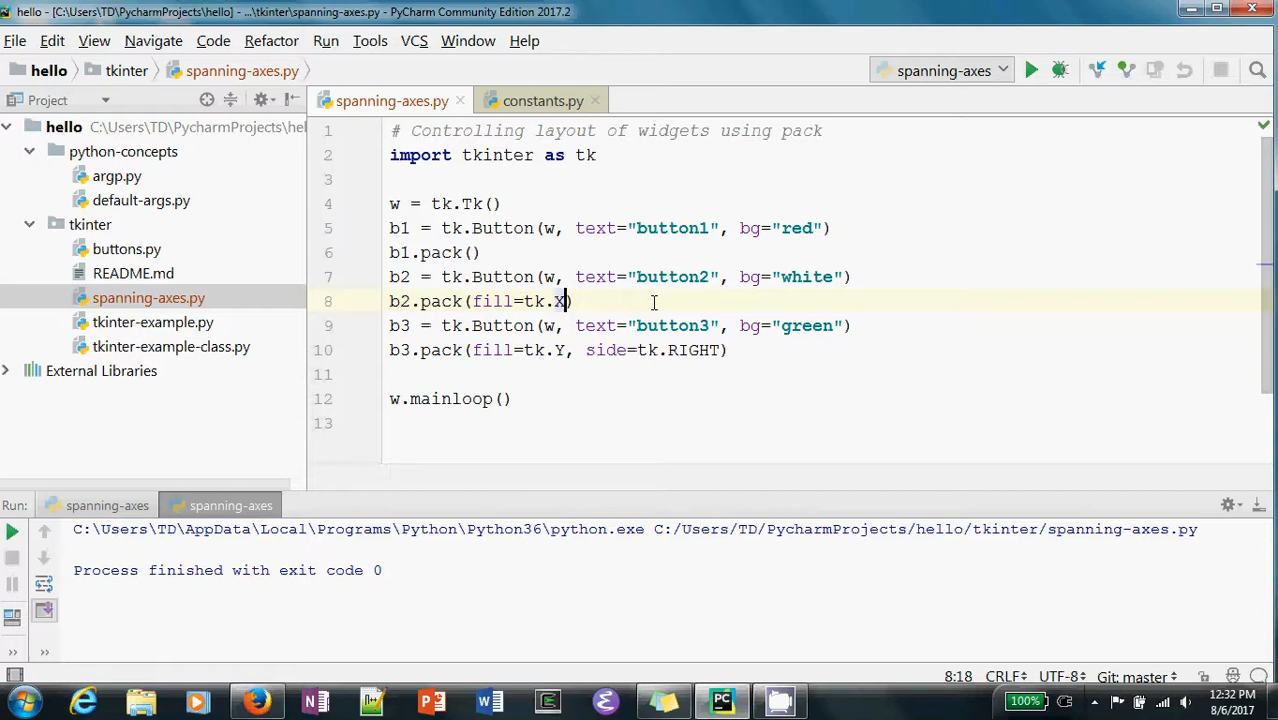 hello - [C:\Users\TD\PycharmProjects\hello] - ...\tkinter\spanning-axes.py - PyCharm Community Edition 2017.2
File Edit View Navigate Code Refactor Run Tools VCS Window Help
hello tkinter spanning-axes.py spanning-axes
Project spanning-axes.py constants.py
hello C:\Users\TD\PycharmProjects\hel
python-concepts
argp.py
default-args.py
tkinter
buttons.py
README.md
spanning-axes.py
tkinter-example.py
tkinter-example-class.py
External Libraries
1 # Controlling layout of widgets using pack
2 import tkinter as tk
3
4 w = tk.Tk()
5 b1 = tk.Button(w, text="button1", bg="red")
6 b1.pack()
7 b2 = tk.Button(w, text="button2", bg="white")
8 b2.pack(fill=tk.X)
9 b3 = tk.Button(w, text="button3", bg="green")
10 b3.pack(fill=tk.Y, side=tk.RIGHT)
11
12 w.mainloop()
13
Run: spanning-axes spanning-axes
C:\Users\TD\AppData\Local\Programs\Python\Python36\python.exe C:/Users/TD/PycharmProjects/hello/tkinter/spanning-axes.py
Process finished with exit code 0
8:18 CRLF÷ UTF-8÷ Git: master÷
100% 12:32 PM
8/6/2017